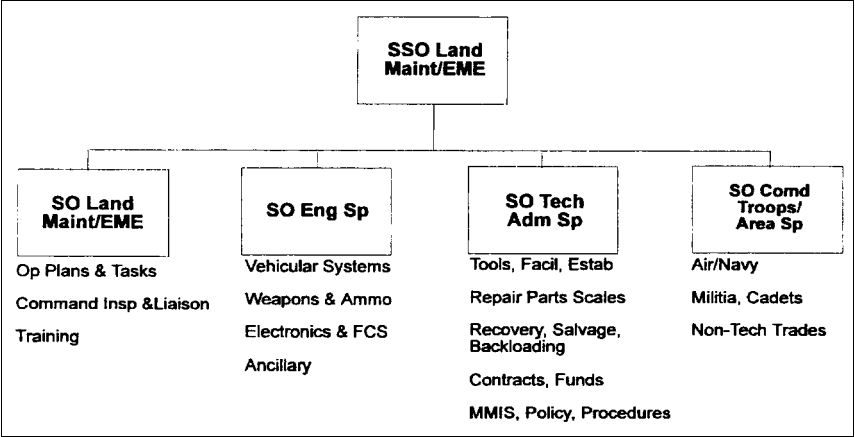 SSO Land
Maint/EME
SO Land
Maint/EME
Op Plans & Tasks
Command Insp &Liaison
Training
SO Eng Sp
Vehicular Systems
Weapons & Ammo
Electronics & FCS
Ancillary
SO Tech
Adm Sp
Tools, Facil, Estab
Repair Parts Scales
Recovery, Salvage,
Backloading
Contracts, Funds
MMIS, Policy, Procedures
SO Comd
Troops/
Area Sp
Air/Navy
Militia, Cadets
Non-Tech Trades